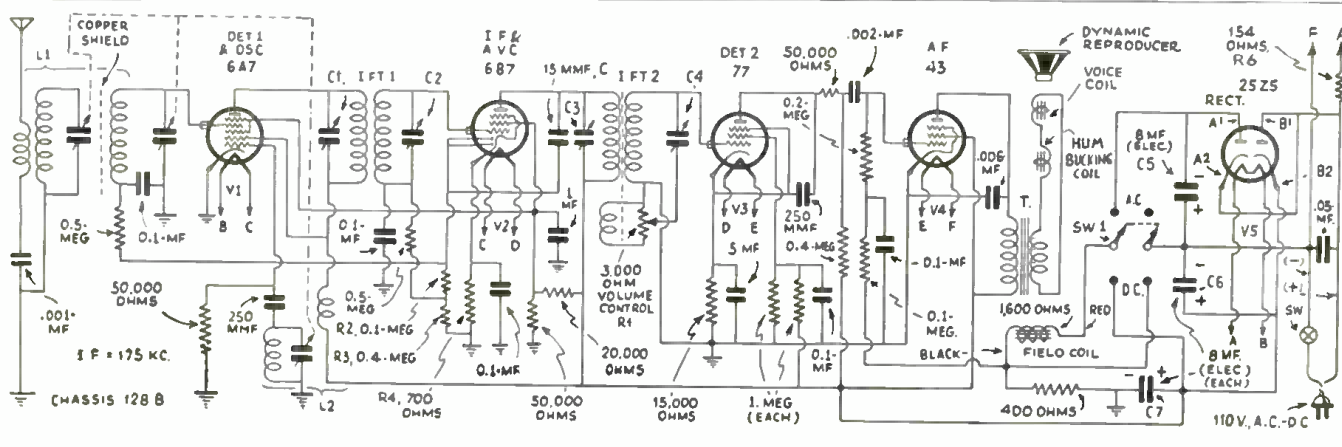 COPPER
SHIELD
L1
DET 1
& OSC
6A7
C1
IFT 1
C2
IF &
AVC
6B7
15 MMF, C
C3
IFT 2
C4
DET 2
77
50,000
OHMS
.002-MF
AF
43
DYNAMIC
REPRODUCER
VOICE
COIL
HUM
BUCKING
COIL
154
OHMS,
R6
25Z5
RECT.
F
A
A1
B1
8 MF
(ELEC.)
C5
A2
B2
.05
MF.
0.2-
MEG
.006
MF
V1
B
C
0.5-
MEG
0.1-MF
0.1-
MF
V2
C
D
.1
MF
V3
D
E
250
MMF
V4
E
F
T.
A.C.
SW 1
V5
5 MF
0.4-MEG
0.1-MF
3,000
OHM
VOLUME
CONTROL
R1
50,000
OHMS
250
MMF
0.5-
MEG
R2, 0.1-MEG
R3, 0.4-MEG
0.1-MF
20,000
OHMS
0.1-
MF
0.1-
MEG.
BLACK
1,600 OHMS
RED
FIELD COIL
D.C.
C6
(-)
(+)
SW
A
B
8 MF.
(ELEC.)
(EACH)
.001-
MF
IF = 175 KC.
CHASSIS 128 B
L2
R4, 700
OHMS
50,000
OHMS
15,000
OHMS
1. MEG
(EACH)
400 OHMS
C7
110 V., A.C.-DC